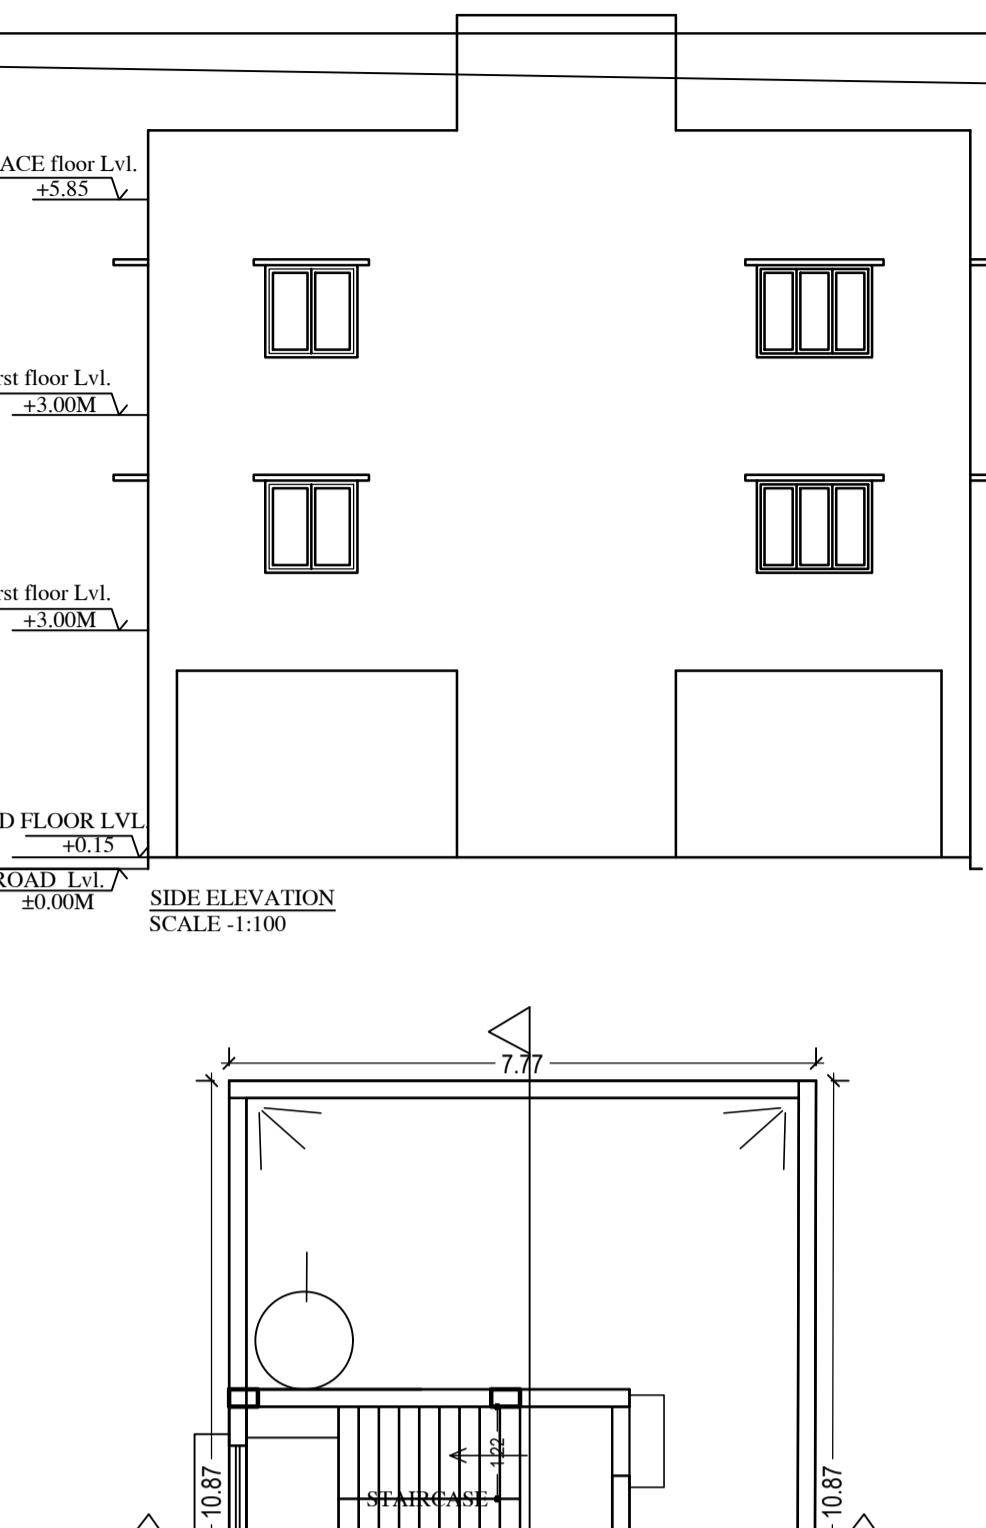 ACE floor Lvl.
+5.85
rst floor Lvl.
+3.00M
rst floor Lvl.
+3.00M
D FLOOR LVL.
+0.15
ROAD Lvl.
±0.00M
SIDE ELEVATION
SCALE -1:100
7.77
10.87
10.87
1.22
STAIRCASE